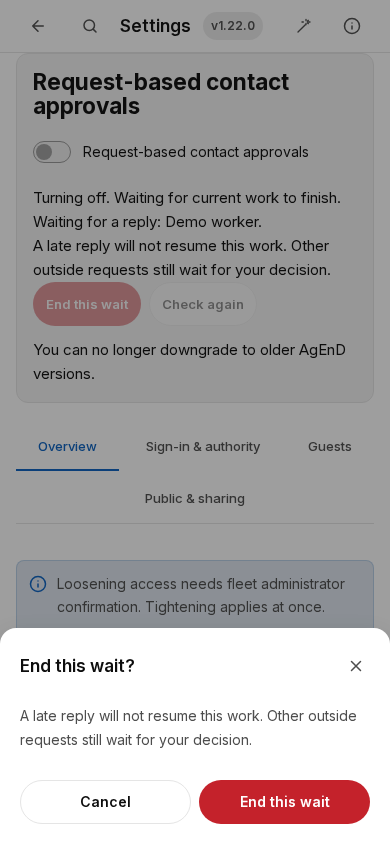 Settings
v1.22.0
Request-based contact
approvals
Request-based contact approvals
Turning off. Waiting for current work to finish.
Waiting for a reply: Demo worker.
A late reply will not resume this work. Other
outside requests still wait for your decision.
End this wait
Check again
You can no longer downgrade to older AgEnD
versions.
Overview
Sign-in & authority
Guests
Public & sharing
Loosening access needs fleet administrator
confirmation. Tightening applies at once.
End this wait?
A late reply will not resume this work. Other outside
requests still wait for your decision.
Cancel
End this wait